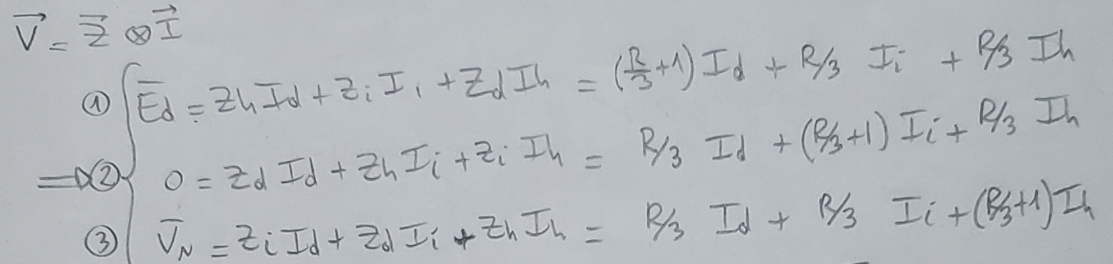 V⃗ = Z⃗ ⊗ I⃗
① { E̅d = Zh Id + Zi Ii + Zd Ih = (R/3+1) Id + R/3 Ii + R/3 Ih
⇒ ② 0 = Zd Id + Zh Ii + Zi Ih = R/3 Id + (R/3+1) Ii + R/3 Ih
③ V̅N = Zi Id + Zd Ii + Zh Ih = R/3 Id + R/3 Ii + (R/3+1) Ih